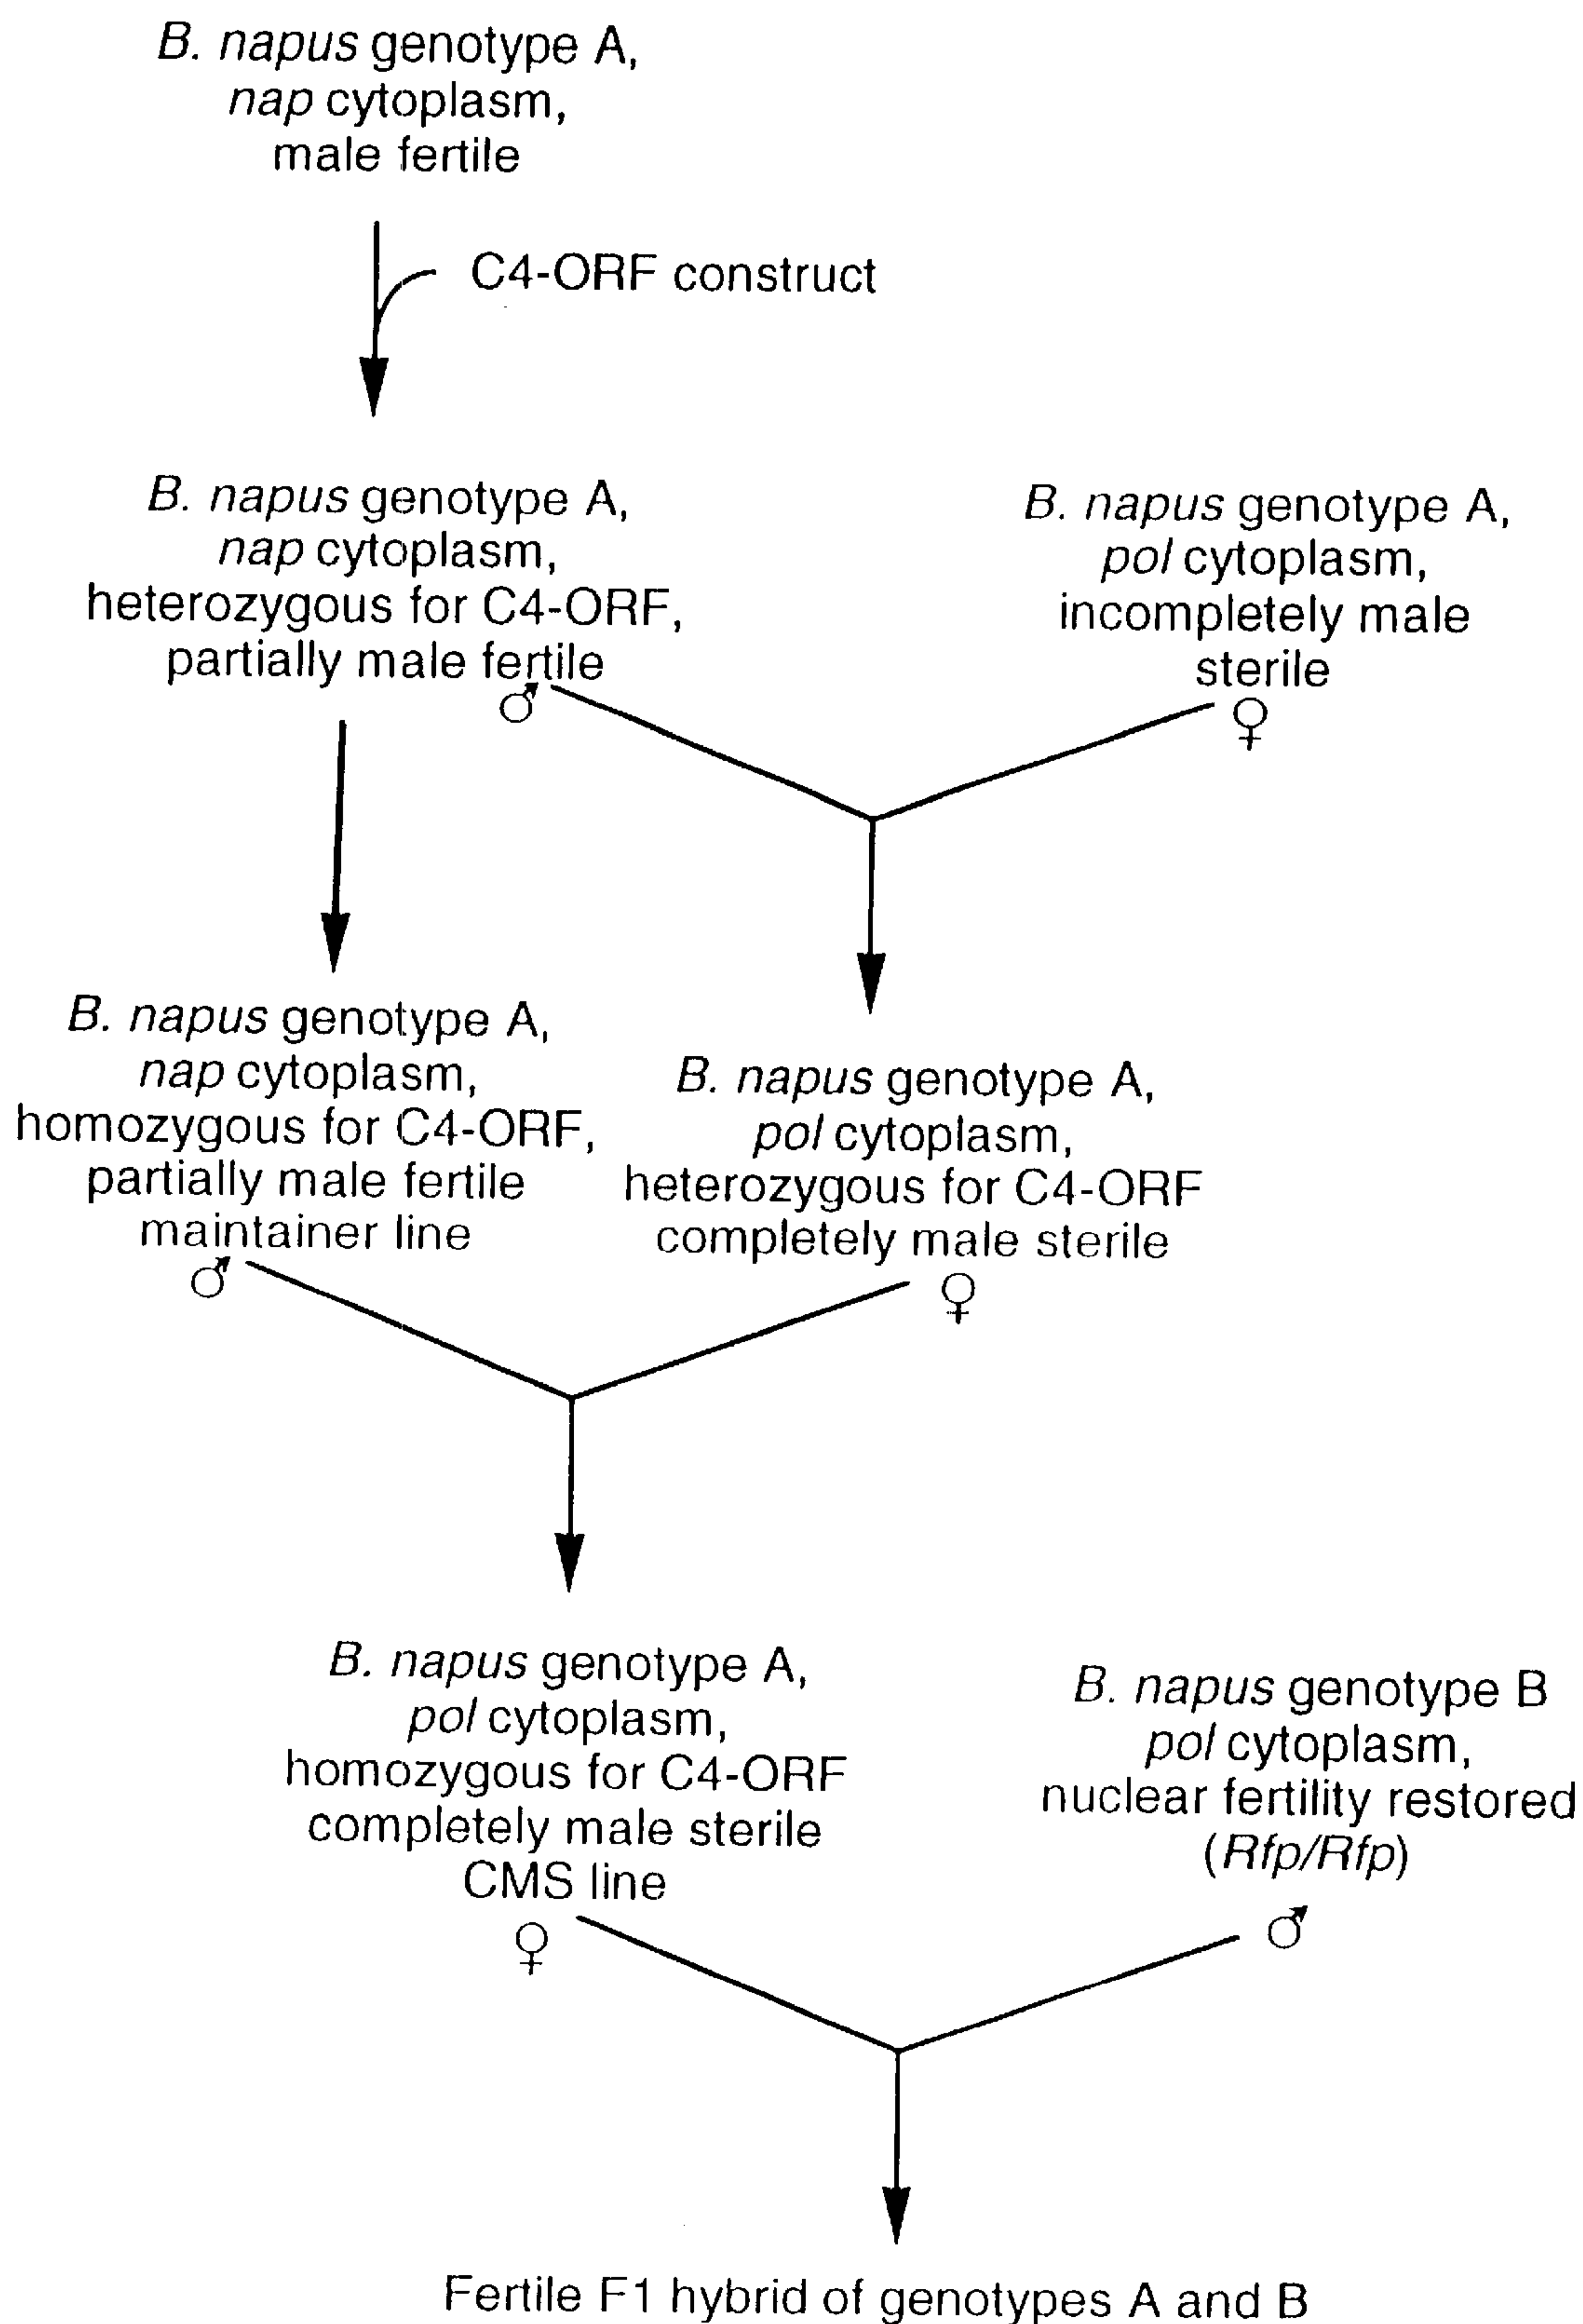 B. napus genotype A,
nap cytoplasm,
male fertile
C4-ORF construct
B. napus genotype A,
nap cytoplasm,
heterozygous for C4-ORF,
partially male fertile
♂
B. napus genotype A,
pol cytoplasm,
incompletely male
sterile
♀
B. napus genotype A,
nap cytoplasm,
homozygous for C4-ORF,
partially male fertile
maintainer line
♂
B. napus genotype A,
pol cytoplasm,
heterozygous for C4-ORF
completely male sterile
♀
B. napus genotype A,
pol cytoplasm,
homozygous for C4-ORF
completely male sterile
CMS line
♀
B. napus genotype B
pol cytoplasm,
nuclear fertility restored
(Rfp/Rfp)
♂
Fertile F1 hybrid of genotypes A and B